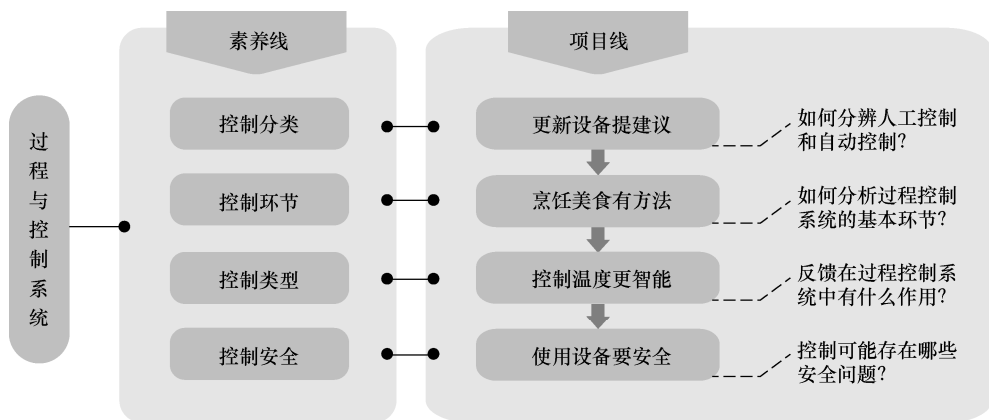 过程与控制系统
素养线
控制分类
控制环节
控制类型
控制安全
项目线
更新设备提建议
烹饪美食有方法
控制温度更智能
使用设备要安全
如何分辨人工控制
和自动控制?
如何分析过程控制
系统的基本环节?
反馈在过程控制系
统中有什么作用?
控制可能存在哪些
安全问题?